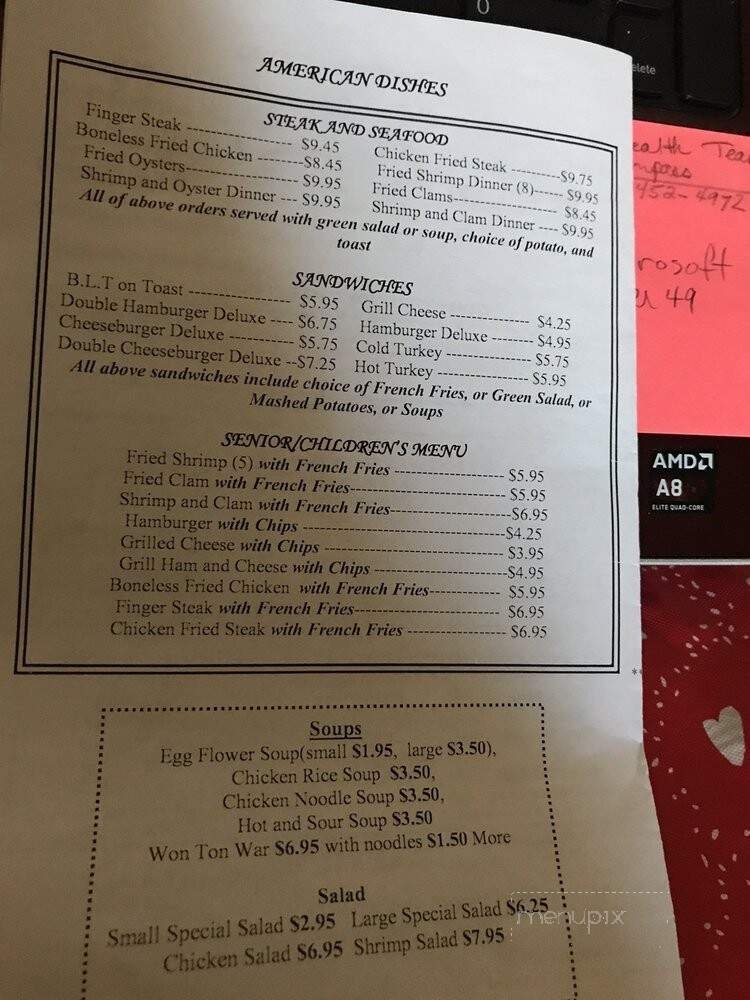 AMERICAN DISHES
STEAK AND SEAFOOD
Finger Steak ---------------- $9.45
Boneless Fried Chicken --------$8.45
Fried Oysters----------------- $9.95
Shrimp and Oyster Dinner --- $9.95
Chicken Fried Steak ----------$9.75
Fried Shrimp Dinner (8)------ $9.95
Fried Clams------------------- $8.45
Shrimp and Clam Dinner ---- $9.95
All of above orders served with green salad or soup, choice of potato, and
toast
SANDWICHES
B.L.T on Toast ---------------- $5.95
Double Hamburger Deluxe ---- $6.75
Cheeseburger Deluxe ----------- $5.75
Double Cheeseburger Deluxe --$7.25
Grill Cheese --------------- $4.25
Hamburger Deluxe -------- $4.95
Cold Turkey ---------------- $5.75
Hot Turkey ----------------- $5.95
All above sandwiches include choice of French Fries, or Green Salad, or
Mashed Potatoes, or Soups
SENIOR/CHILDREN'S MENU
Fried Shrimp (5) with French Fries ------------------- $5.95
Fried Clam with French Fries--------------------------- $5.95
Shrimp and Clam with French Fries--------------------$6.95
Hamburger with Chips -----------------------------------$4.25
Grilled Cheese with Chips ------------------------------- $3.95
Grill Ham and Cheese with Chips -----------------------$4.95
Boneless Fried Chicken with French Fries-------------- $5.95
Finger Steak with French Fries------------------------- $6.95
Chicken Fried Steak with French Fries ----------------- $6.95
Soups
Egg Flower Soup(small $1.95, large $3.50),
Chicken Rice Soup $3.50,
Chicken Noodle Soup $3.50,
Hot and Sour Soup $3.50
Won Ton War $6.95 with noodles $1.50 More
Salad
Small Special Salad $2.95 Large Special Salad $6.25
Chicken Salad $6.95 Shrimp Salad $7.95
menupix
0
elete
ealth Tea
452-4972
rosoft
49
AMD
A8
ELITE QUAD-CORE
**